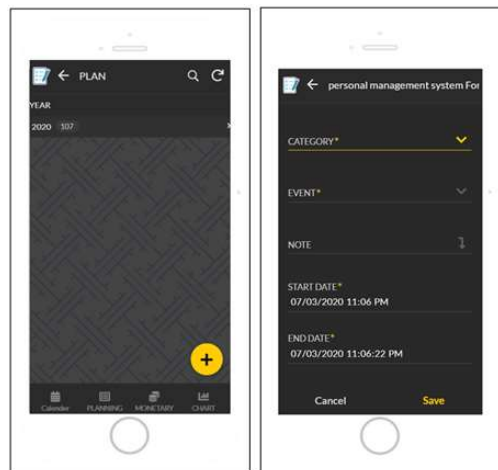 PLAN
YEAR
2020 107
+
Calender PLANNING MONETARY CHART
personal management system For
CATEGORY*
EVENT*
NOTE
START DATE*
07/03/2020 11:06 PM
END DATE*
07/03/2020 11:06:22 PM
Cancel Save